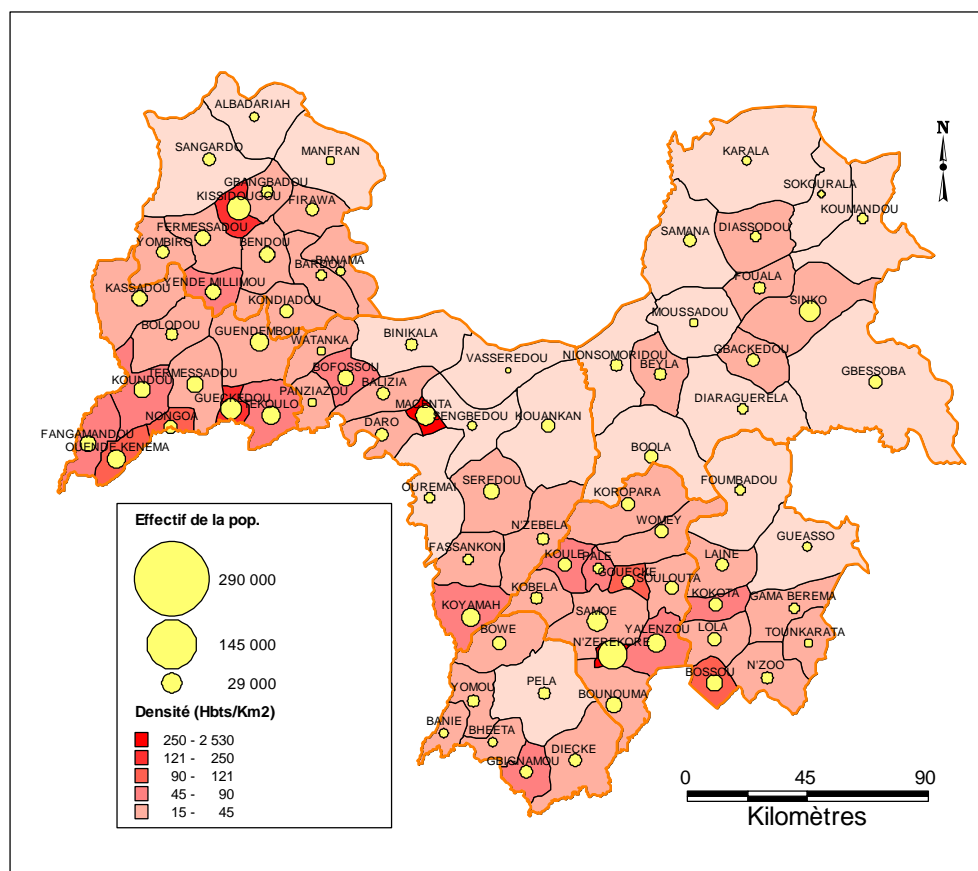 ALBADARIAH
SANGARDO
MANFRAN
GBANGBADOU
KISSIDOUGOU
FIRAWA
FERMESSADOU
YOMBIRO
BENDOU
BANAMA
BARDOU
KASSADOU
YENDE MILLIMOU
KONDIADOU
BOLODOU
GUENDEMBOU
WATANKA
BINIKALA
VASSEREDOU
NIONSOMORIDOU
KARALA
SOKOURALA
KOUMANDOU
SAMANA
DIASSODOU
FOUALA
MOUSSADOU
SINKO
GBACKEDOU
GBESSOBA
BEYLA
DIARAGUERELA
KOUNDOU
TERMESSADOU
BOFOSSOU
BALIZIA
PANZIAZOU
GUECKEDOU
TEKOULO
MACENTA
SENGBEDOU
KOUANKAN
NONGOA
DARO
FANGAMANDOU
OUENDE KENEMA
BOOLA
FOUMBADOU
OUREMAI
SEREDOU
KOROPARA
N'ZEBELA
WOMEY
GUEASSO
FASSANKON
KOULE
PALE
GOUECKE
SOULOUTA
LAINE
KOBELA
KOKOTA
GAMA BEREMA
KOYAMAH
SAMOE
BOWE
N'ZEREKORE
YALENZOU
LOLA
TOUNKARATA
PELA
BOSSOU
N'ZOO
YOMOU
BOUNOUMA
BANIE
BHEETA
GBIGNAMOU
DIECKE
N
Effectif de la pop.
290 000
145 000
29 000
Densité (Hbts/Km2)
250 - 2 530
121 - 250
90 - 121
45 - 90
15 - 45
0 45 90
Kilomètres